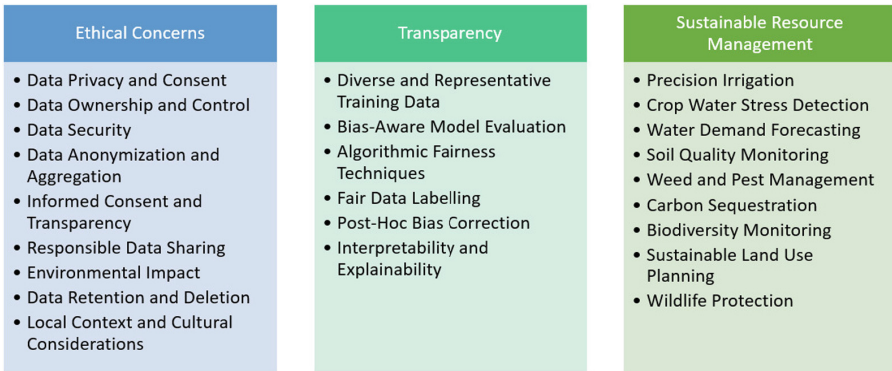 Ethical Concerns
• Data Privacy and Consent
• Data Ownership and Control
• Data Security
• Data Anonymization and
Aggregation
• Informed Consent and
Transparency
• Responsible Data Sharing
• Environmental Impact
• Data Retention and Deletion
• Local Context and Cultural
Considerations
Transparency
• Diverse and Representative
Training Data
• Bias-Aware Model Evaluation
• Algorithmic Fairness
Techniques
• Fair Data Labelling
• Post-Hoc Bias Correction
• Interpretability and
Explainability
Sustainable Resource
Management
• Precision Irrigation
• Crop Water Stress Detection
• Water Demand Forecasting
• Soil Quality Monitoring
• Weed and Pest Management
• Carbon Sequestration
• Biodiversity Monitoring
• Sustainable Land Use
Planning
• Wildlife Protection